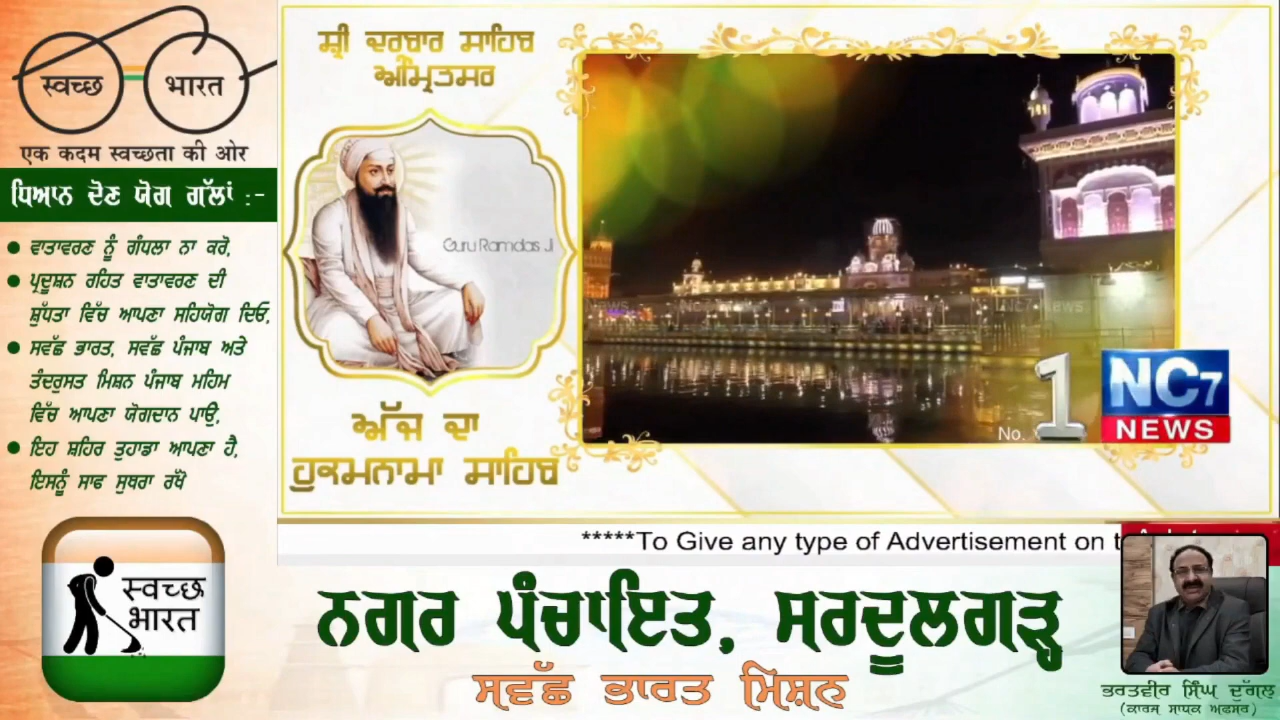 स्वच्छ भारत
एक कदम स्वच्छता की ओर
ਧਿਆਨ ਦੇਣ ਯੋਗ ਗੱਲਾਂ :-
ਵਾਤਾਵਰਣ ਨੂੰ ਗੰਧਲਾ ਨਾ ਕਰੋ,
ਪ੍ਰਦੂਸ਼ਨ ਰਹਿਤ ਵਾਤਾਵਰਣ ਦੀ
ਸ਼ੁੱਧਤਾ ਵਿੱਚ ਆਪਣਾ ਸਹਿਯੋਗ ਦਿਓ,
ਸਵੱਛ ਭਾਰਤ, ਸਵੱਛ ਪੰਜਾਬ ਅਤੇ
ਤੰਦਰੁਸਤ ਮਿਸ਼ਨ ਪੰਜਾਬ ਮਹਿਮ
ਵਿੱਚ ਆਪਣਾ ਯੋਗਦਾਨ ਪਾਉ,
ਇਹ ਸ਼ਹਿਰ ਤੁਹਾਡਾ ਆਪਣਾ ਹੈ,
ਇਸਨੂੰ ਸਾਫ ਸੁਥਰਾ ਰੱਖੋ
स्वच्छ
भारत
ਸ਼੍ਰੀ ਦਰਬਾਰ ਸਾਹਿਬ
ਅੰਮ੍ਰਿਤਸਰ
Guru Ramdas Ji
ਅੱਜ ਦਾ
ਹੁਕਮਨਾਮਾ ਸਾਹਿਬ
NC7 NEWS
No. 1
NC7
NEWS
*****To Give any type of Advertisement on t
ਨਗਰ ਪੰਚਾਇਤ, ਸਰਦੂਲਗੜ੍ਹ
ਸਵੱਛ ਭਾਰਤ ਮਿਸ਼ਨ
ਭਰਤਵੀਰ ਸਿੰਘ ਦੁੱਗਲ
(ਕਾਰਜ ਸਾਧਕ ਅਫਸਰ)